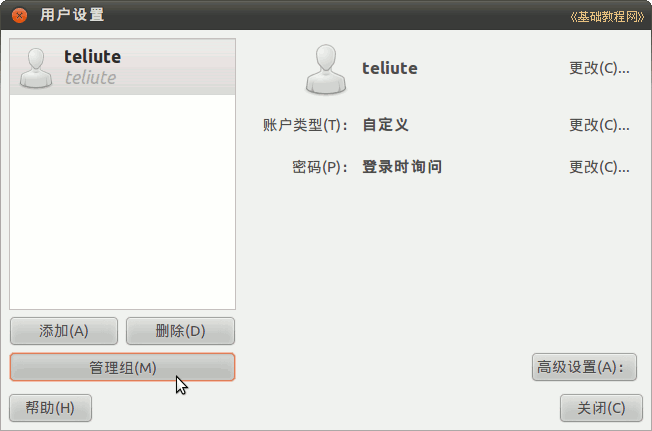 用户设置
《基础教程网》
teliute
teliute
teliute 更改(C)...
账户类型(T)： 自定义 更改(C)...
密码(P)： 登录时询问 更改(C)...
添加(A) 删除(D)
管理组(M) 高级设置(A)：
帮助(H) 关闭(C)